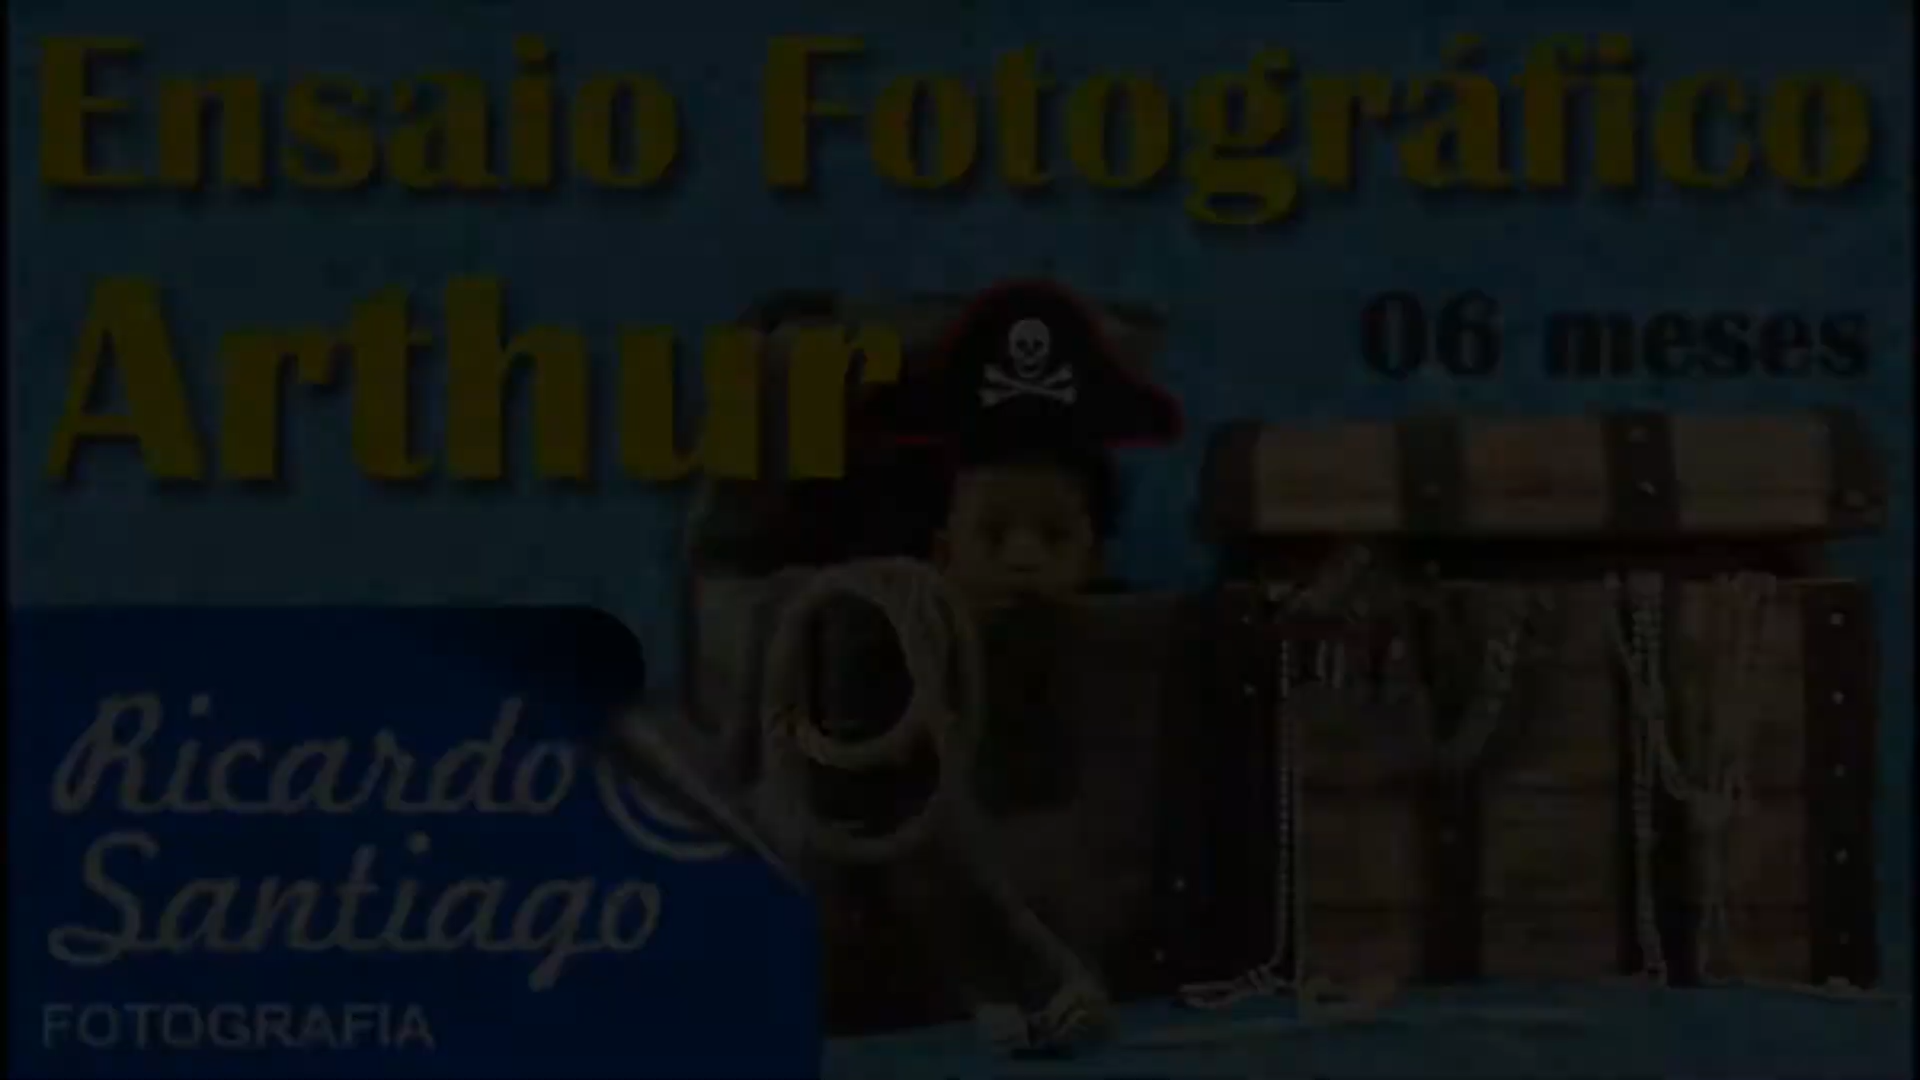 Ensaio Fotográfico
Arthur
06 meses
Ricardo
Santiago
FOTOGRAFIA